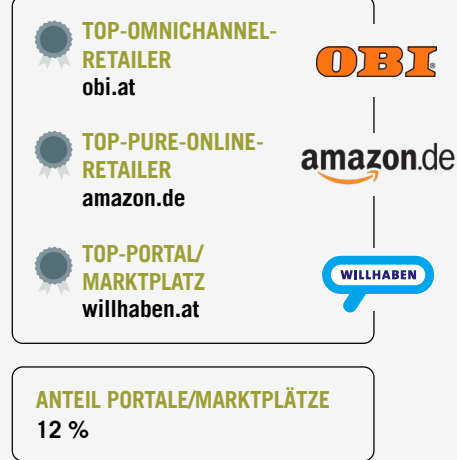 TOP-OMNICHANNEL-
RETAILER
obi.at
OBI
TOP-PURE-ONLINE-
RETAILER
amazon.de
amazon.de
TOP-PORTAL/
MARKTPLATZ
willhaben.at
WILLHABEN
ANTEIL PORTALE/MARKTPLÄTZE
12 %